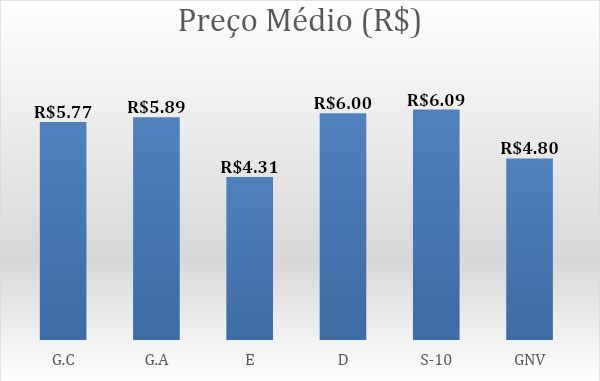 Preço Médio (R$)
R$5.77
R$5.89
R$4.31
R$6.00
R$6.09
R$4.80
G.C
G.A
E
D
S-10
GNV